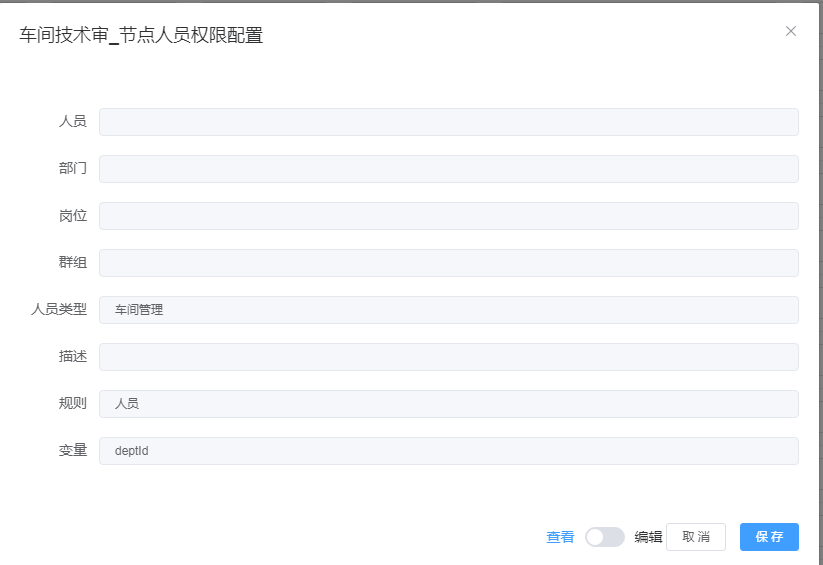 车间技术审_节点人员权限配置
人员
部门
岗位
群组
人员类型 车间管理
描述
规则 人员
变量 deptId
查看 编辑 取消 保存